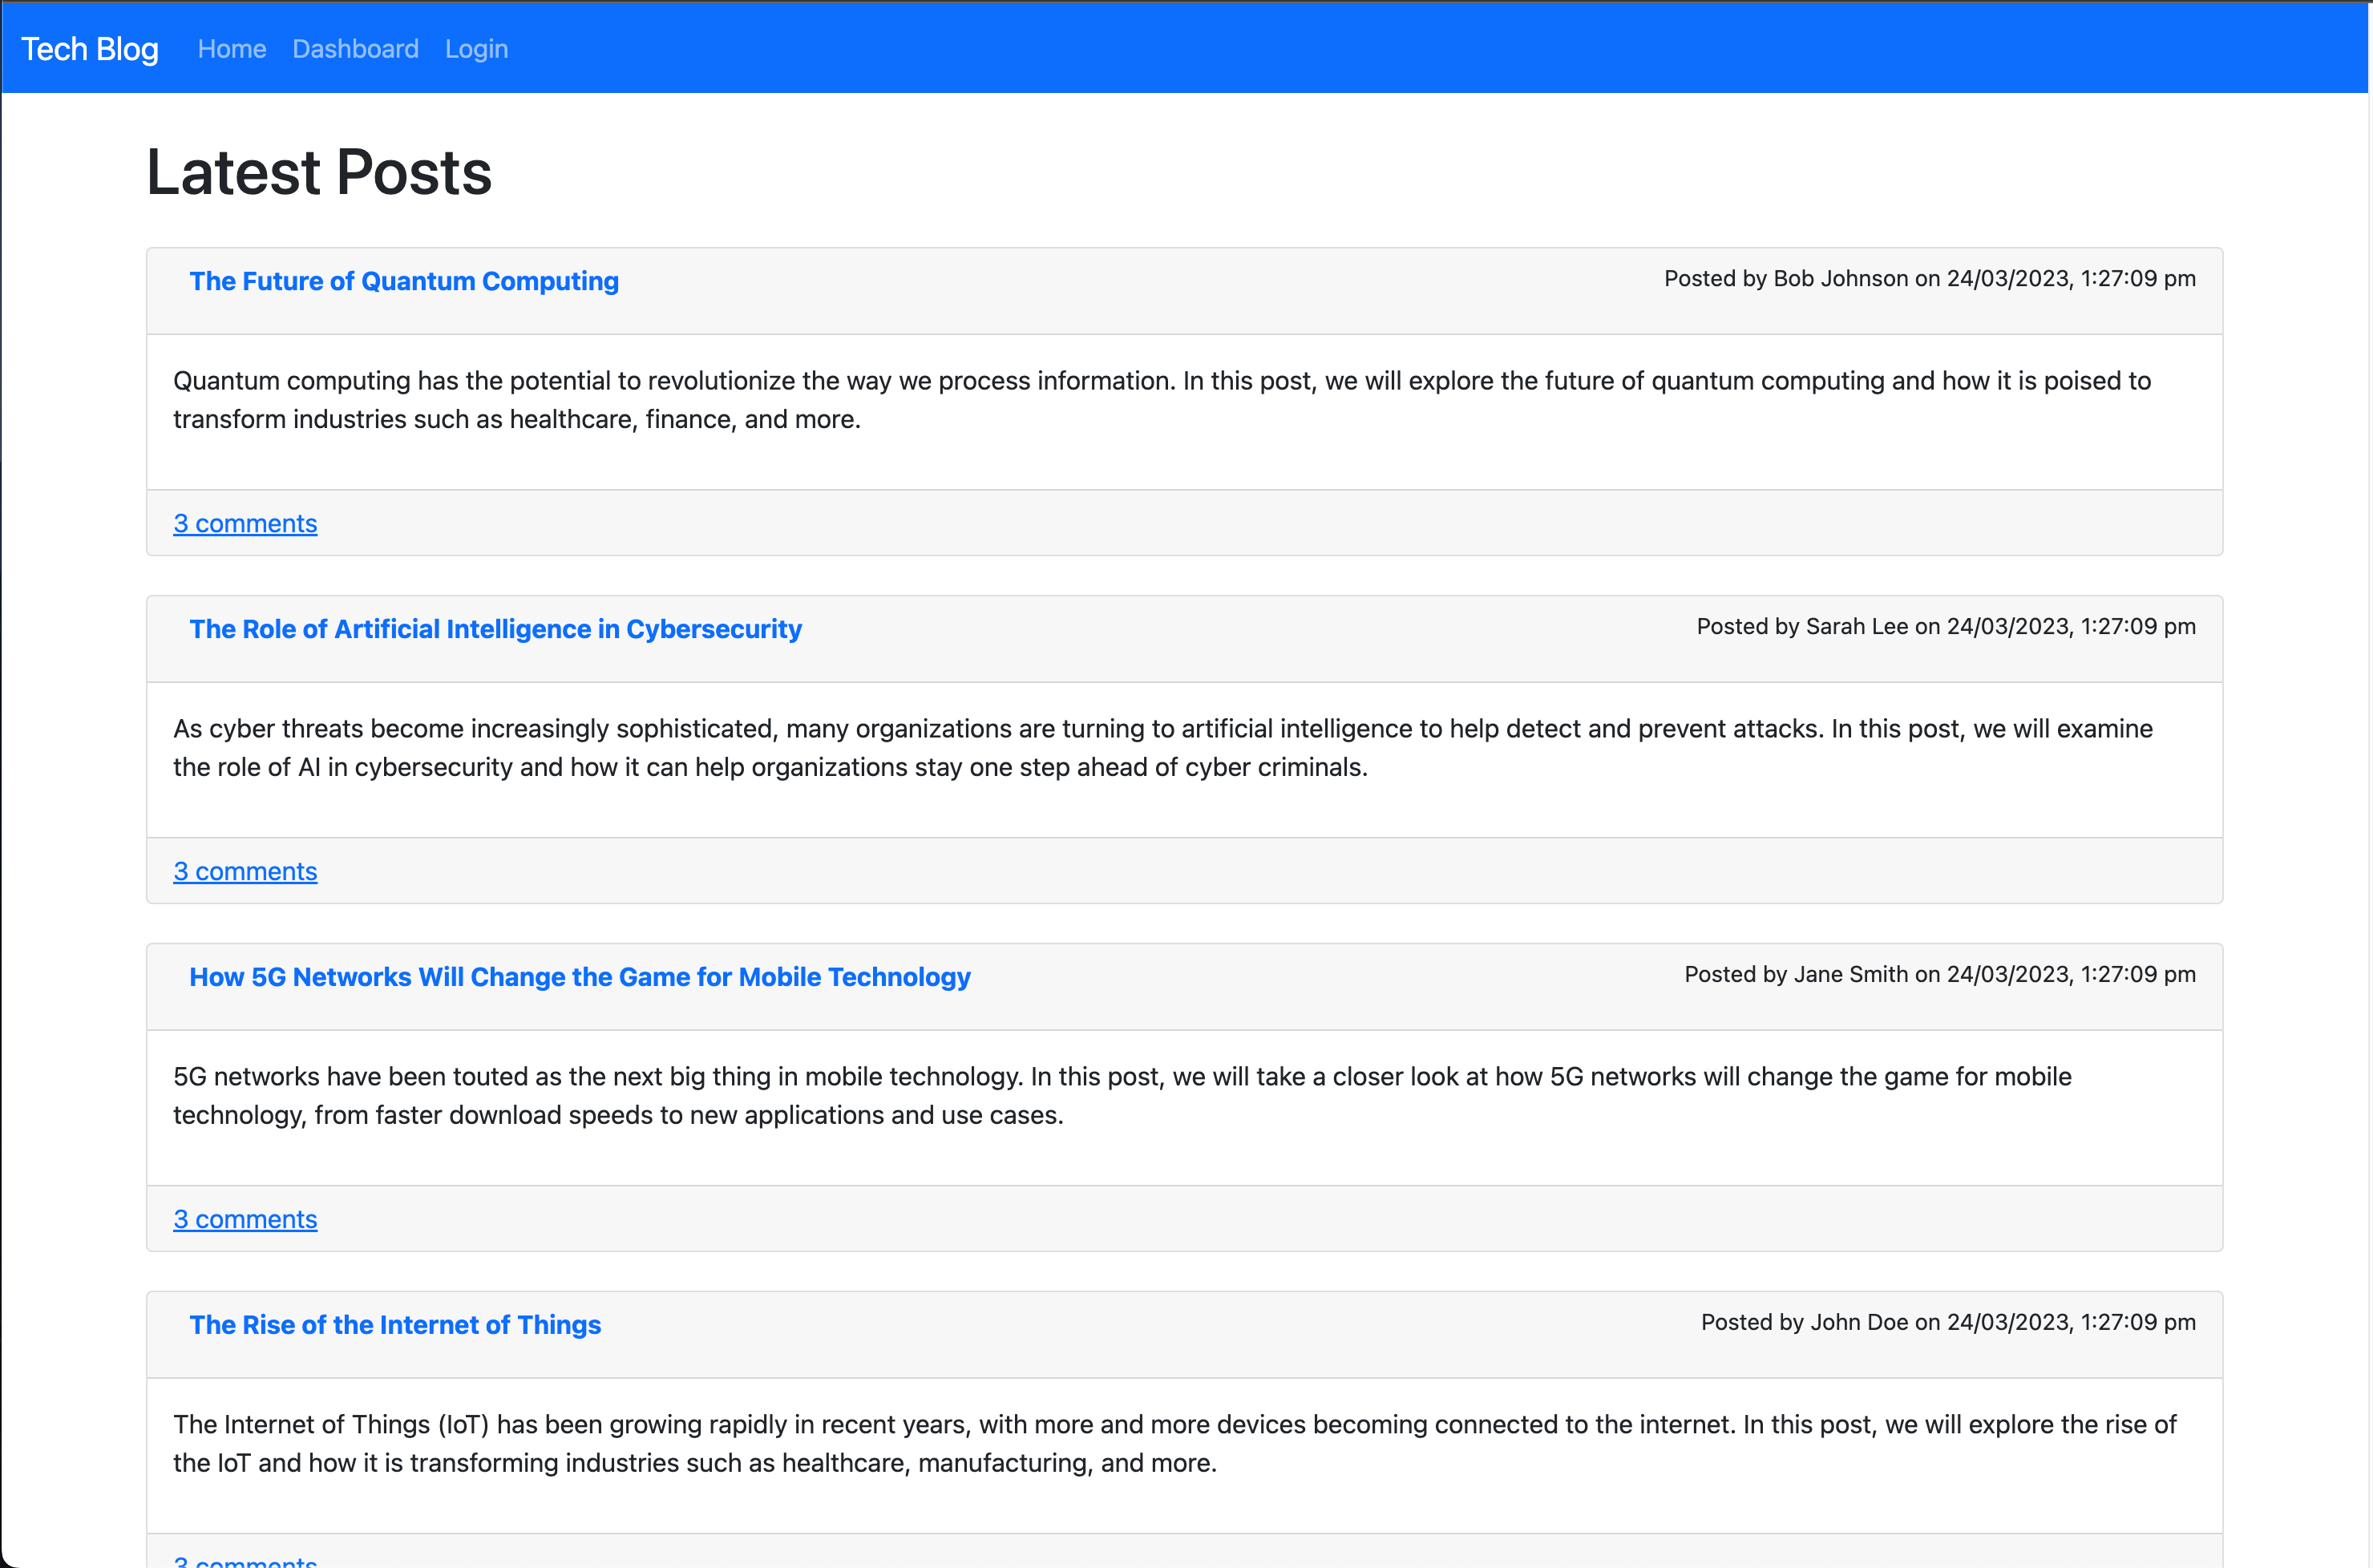 Tech Blog Home Dashboard Login
Latest Posts
The Future of Quantum Computing Posted by Bob Johnson on 24/03/2023, 1:27:09 pm
Quantum computing has the potential to revolutionize the way we process information. In this post, we will explore the future of quantum computing and how it is poised to
transform industries such as healthcare, finance, and more.
3 comments
The Role of Artificial Intelligence in Cybersecurity Posted by Sarah Lee on 24/03/2023, 1:27:09 pm
As cyber threats become increasingly sophisticated, many organizations are turning to artificial intelligence to help detect and prevent attacks. In this post, we will examine
the role of AI in cybersecurity and how it can help organizations stay one step ahead of cyber criminals.
3 comments
How 5G Networks Will Change the Game for Mobile Technology Posted by Jane Smith on 24/03/2023, 1:27:09 pm
5G networks have been touted as the next big thing in mobile technology. In this post, we will take a closer look at how 5G networks will change the game for mobile
technology, from faster download speeds to new applications and use cases.
3 comments
The Rise of the Internet of Things Posted by John Doe on 24/03/2023, 1:27:09 pm
The Internet of Things (IoT) has been growing rapidly in recent years, with more and more devices becoming connected to the internet. In this post, we will explore the rise of
the IoT and how it is transforming industries such as healthcare, manufacturing, and more.
3 comments